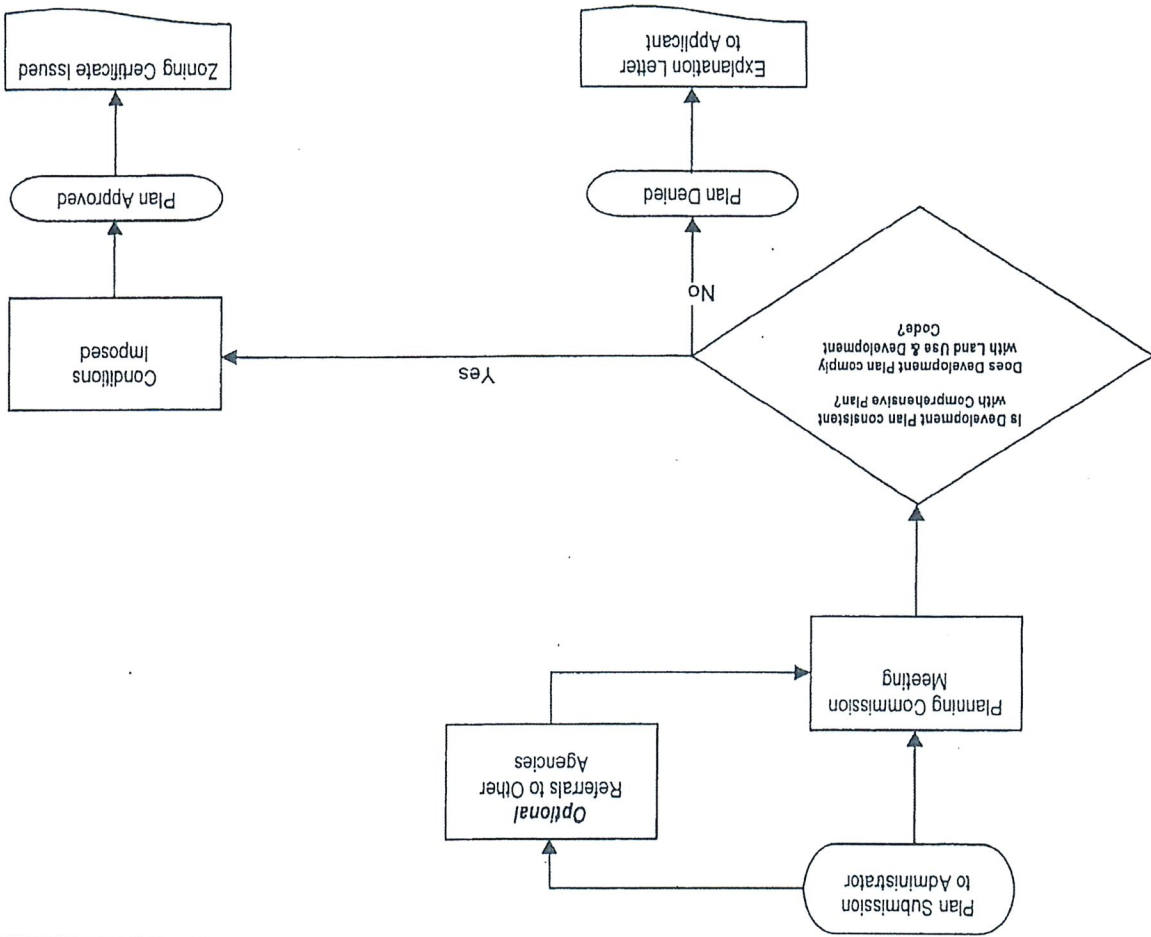 Plan Submission
to Administrator
Optional
Referrals to Other
Agencies
Planning Commission
Meeting
Is Development Plan consistent
with Comprehensive Plan?
Does Development Plan comply
with Land Use & Development
Code?
No
Yes
Plan Denied
Explanation Letter
to Applicant
Conditions
Imposed
Plan Approved
Zoning Certificate Issued